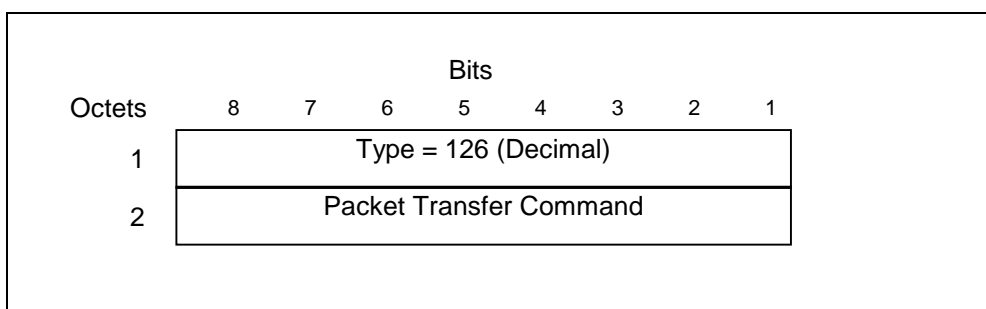 Bits
Octets 8 7 6 5 4 3 2 1
1 Type = 126 (Decimal)
2 Packet Transfer Command